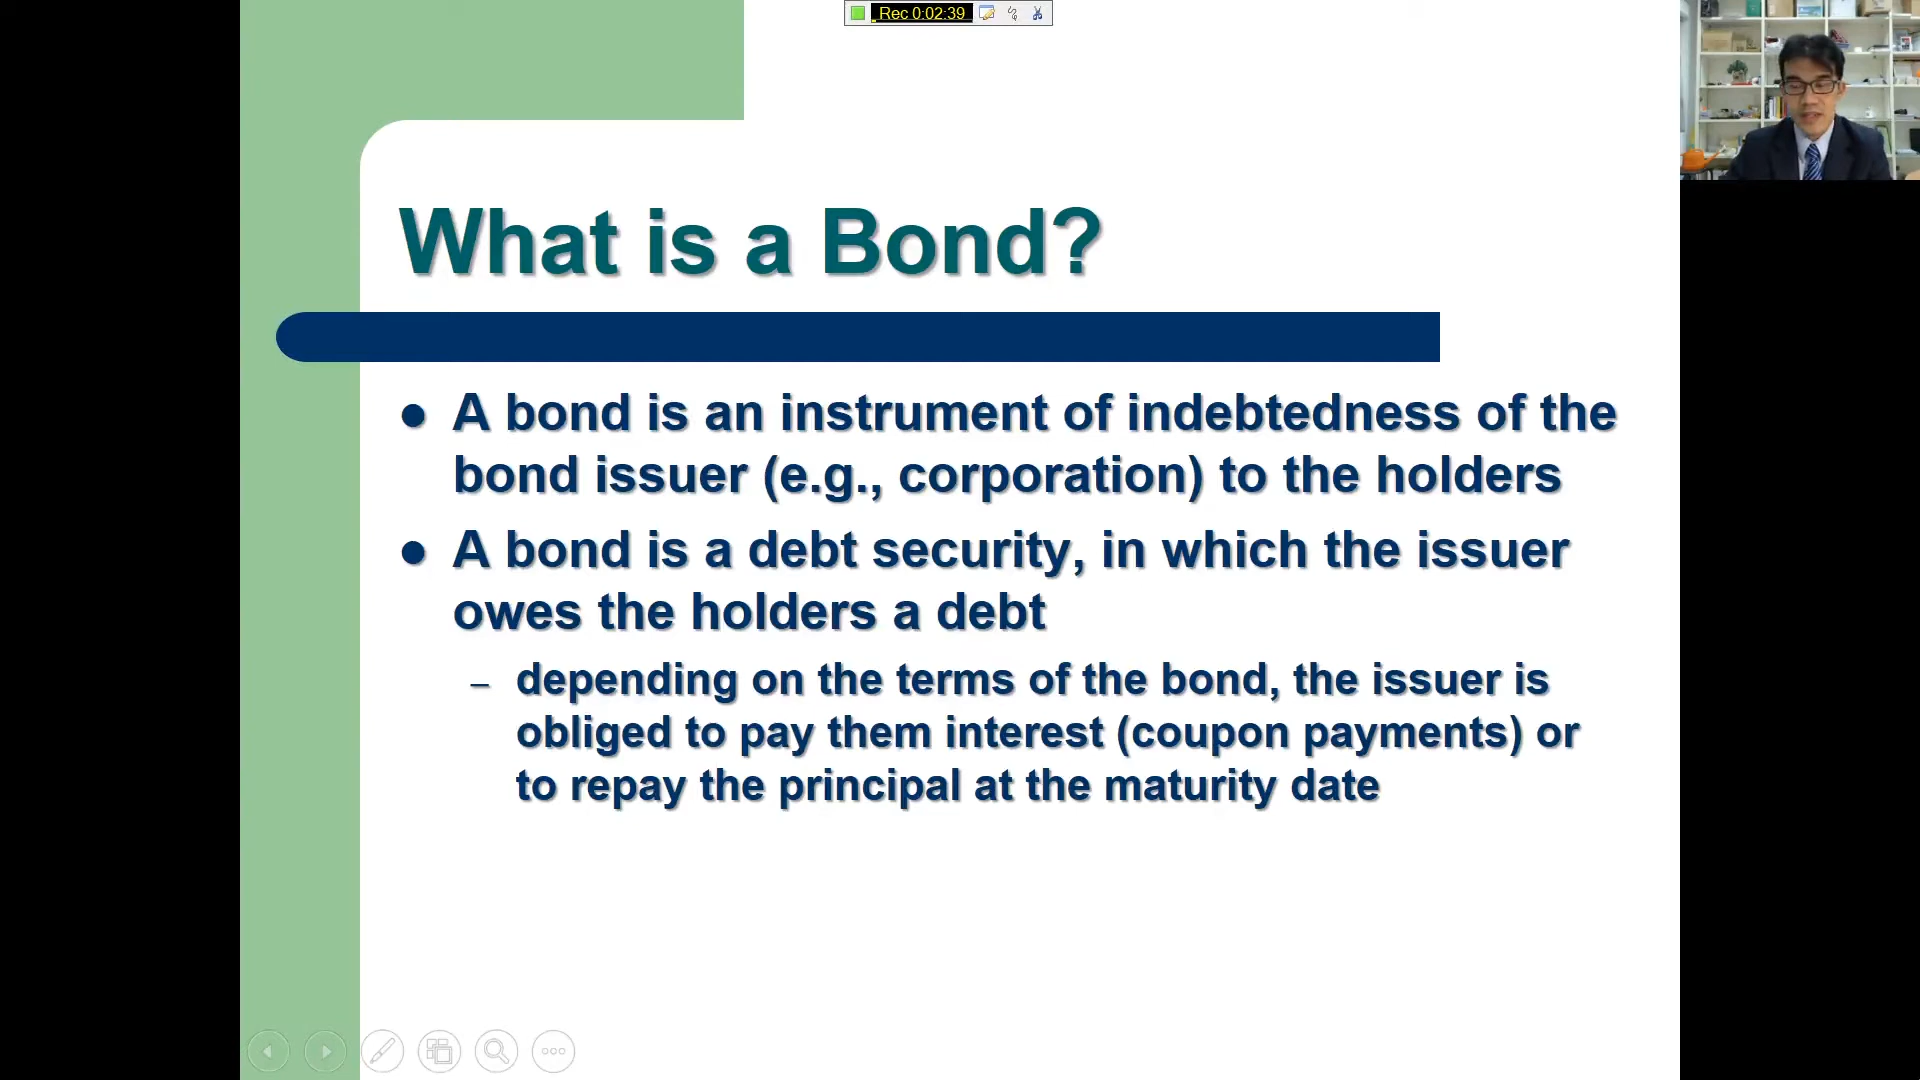 Rec 0:02:39
What is a Bond?
A bond is an instrument of indebtedness of the
bond issuer (e.g., corporation) to the holders
A bond is a debt security, in which the issuer
owes the holders a debt
– depending on the terms of the bond, the issuer is
obliged to pay them interest (coupon payments) or
to repay the principal at the maturity date